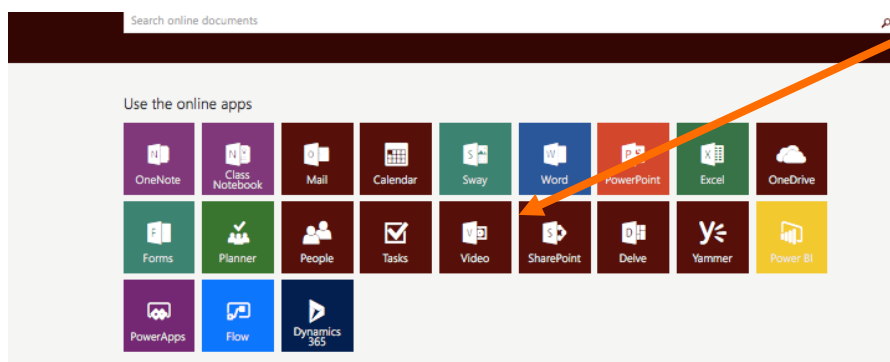 Search online documents
Use the online apps
OneNote
Class
Notebook
Mail
Calendar
Sway
Word
PowerPoint
Excel
OneDrive
Forms
Planner
People
Tasks
Video
SharePoint
Delve
Yammer
Power BI
PowerApps
Flow
Dynamics
365